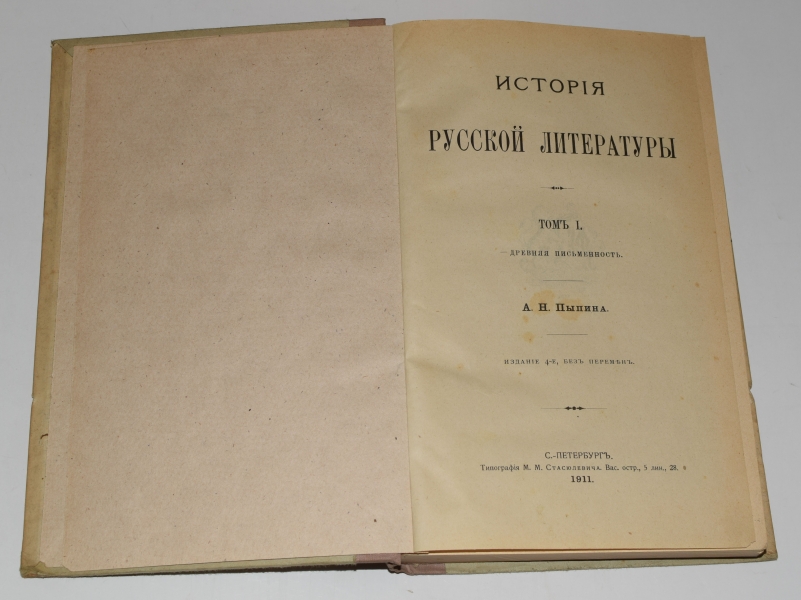 ИСТОРІЯ
РУССКОЙ ЛИТЕРАТУРЫ
ТОМЪ I.
ДРЕВНЯЯ ПИСЬМЕННОСТЬ.
А. Н. Пыпина.
ИЗДАНІЕ 4-Е, БЕЗЪ ПЕРЕМѢНЪ.
С.-ПЕТЕРБУРГЪ.
Типографія М. М. Стасюлевича. Вас. остр., 5 лин., 28.
1911.